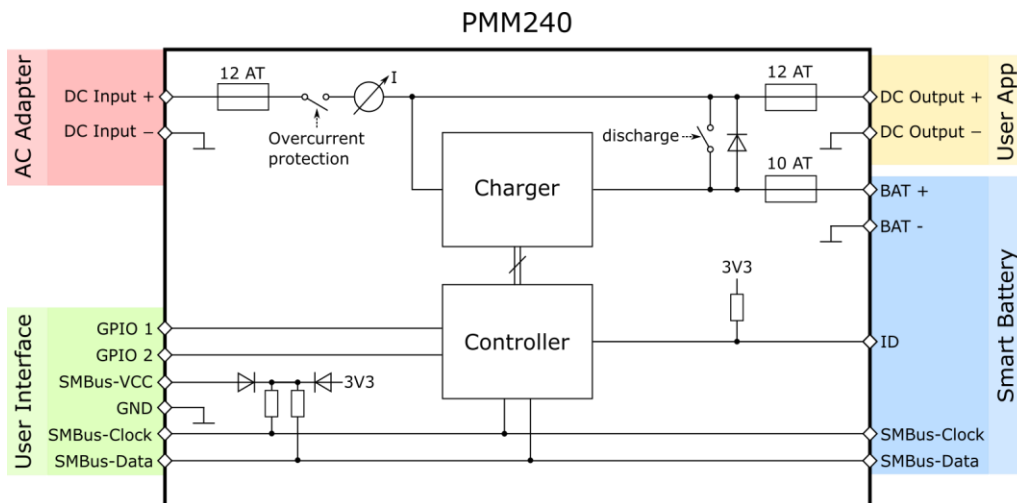 PMM240
AC Adapter
DC Input +
DC Input −
12 AT
I
Overcurrent
protection
12 AT
discharge
10 AT
Charger
DC Output +
DC Output −
User App
BAT +
BAT -
3V3
Controller
ID
Smart Battery
SMBus-Clock
SMBus-Data
User Interface
GPIO 1
GPIO 2
SMBus-VCC
3V3
GND
SMBus-Clock
SMBus-Data